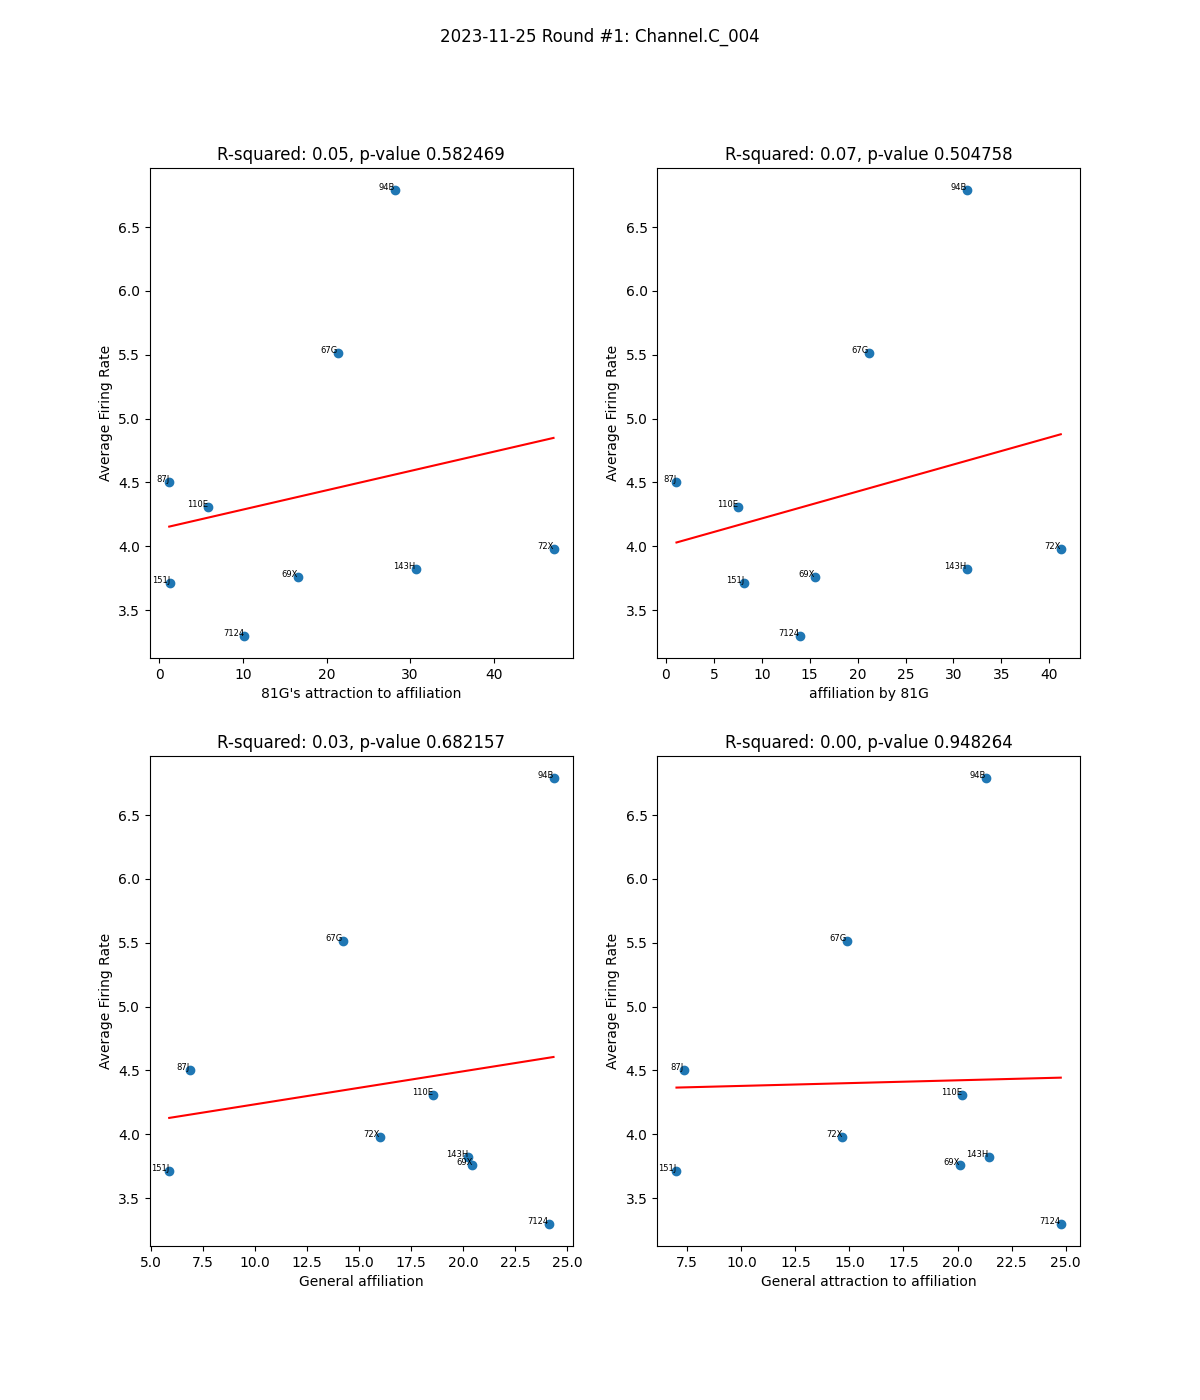 2023-11-25 Round #1: Channel.C_004
R-squared: 0.05, p-value 0.582469
94B
67G
87J
110E
72X
143H
69X
151J
7124
6.5
6.0
5.5
5.0
4.5
4.0
3.5
Average Firing Rate
0 10 20 30 40
81G's attraction to affiliation
R-squared: 0.07, p-value 0.504758
94B
67G
87J
110E
72X
143H
69X
151J
7124
6.5
6.0
5.5
5.0
4.5
4.0
3.5
Average Firing Rate
0 5 10 15 20 25 30 35 40
affiliation by 81G
R-squared: 0.03, p-value 0.682157
94B
67G
87J
110E
72X
143H
69X
151J
7124
6.5
6.0
5.5
5.0
4.5
4.0
3.5
Average Firing Rate
5.0 7.5 10.0 12.5 15.0 17.5 20.0 22.5 25.0
General affiliation
R-squared: 0.00, p-value 0.948264
94B
67G
87J
110E
72X
143H
69X
151J
7124
6.5
6.0
5.5
5.0
4.5
4.0
3.5
Average Firing Rate
7.5 10.0 12.5 15.0 17.5 20.0 22.5 25.0
General attraction to affiliation